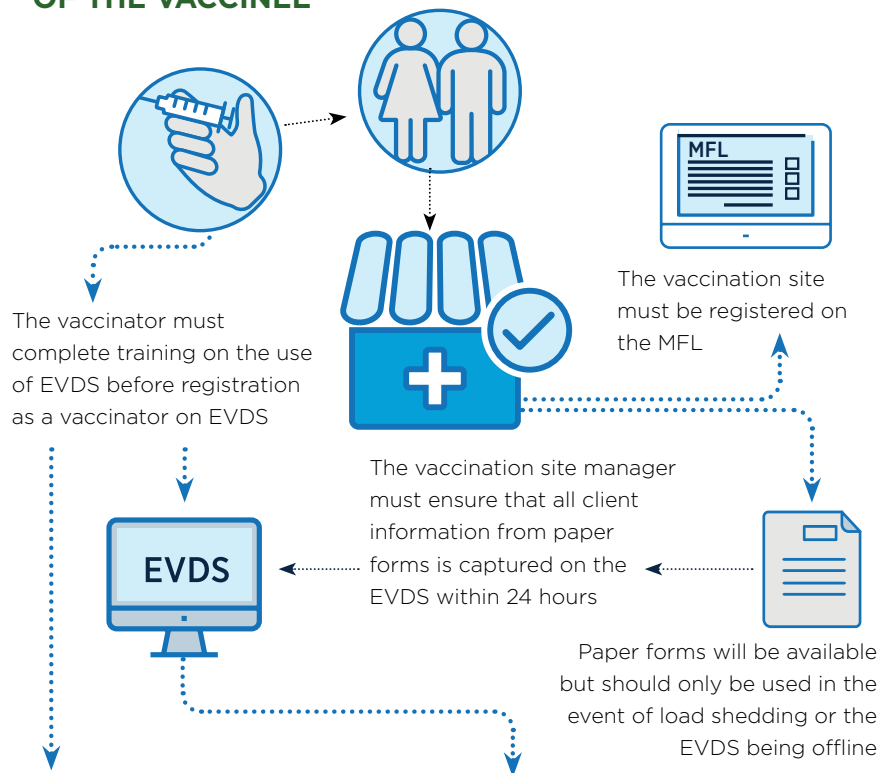 OF THE VACCINEE
MFL
The vaccination site
must be registered on
the MFL
The vaccinator must
complete training on the use
of EVDS before registration
as a vaccinator on EVDS
The vaccination site manager
must ensure that all client
information from paper
forms is captured on the
EVDS within 24 hours
EVDS
Paper forms will be available
but should only be used in the
event of load shedding or the
EVDS being offline